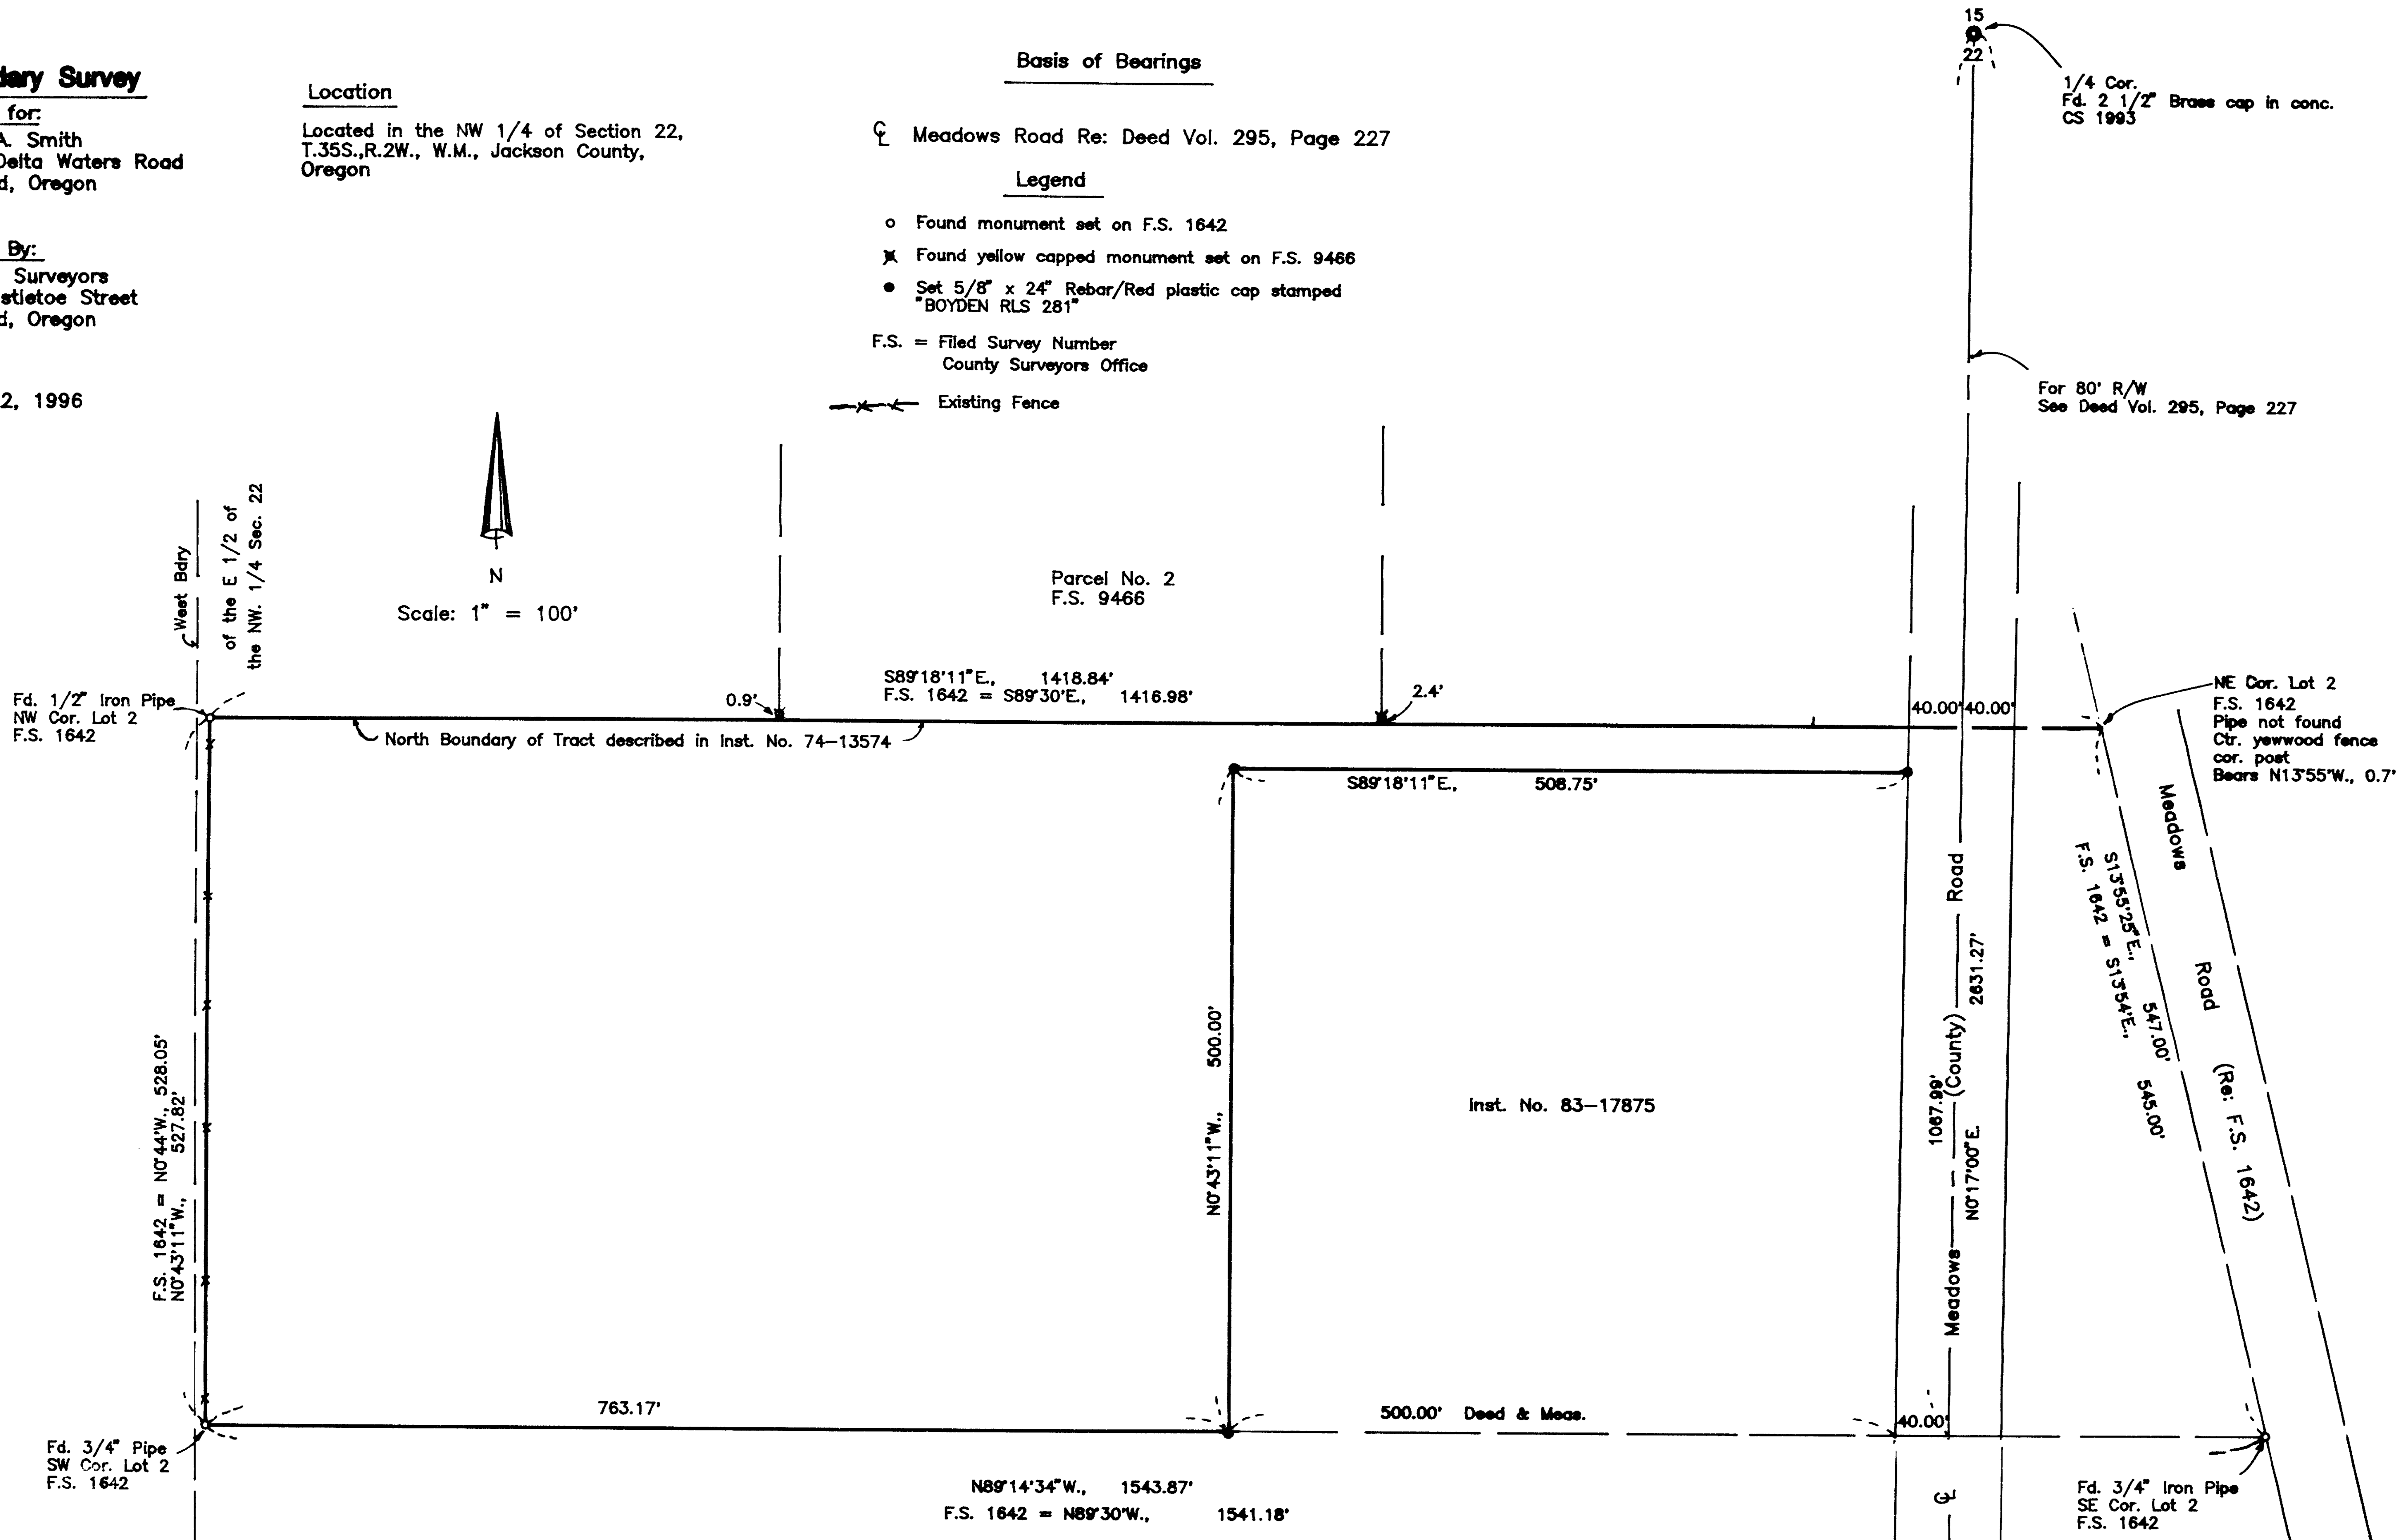 dary Survey
for:
A. Smith
Delta Waters Road
d, Oregon
By:
Surveyors
stletoe Street
d, Oregon
2, 1996
Location
Located in the NW 1/4 of Section 22,
T.35S.,R.2W., W.M., Jackson County,
Oregon
Basis of Bearings
℄ Meadows Road Re: Deed Vol. 295, Page 227
Legend
Found monument set on F.S. 1642
Found yellow capped monument set on F.S. 9466
Set 5/8" x 24" Rebar/Red plastic cap stamped
"BOYDEN RLS 281"
F.S. = Filed Survey Number
County Surveyors Office
Existing Fence
15
22
1/4 Cor.
Fd. 2 1/2" Brass cap in conc.
CS 1993
For 80' R/W
See Deed Vol. 295, Page 227
West Bdry
of the E 1/2 of
the NW. 1/4 Sec. 22
N
Scale: 1" = 100'
Parcel No. 2
F.S. 9466
Fd. 1/2" Iron Pipe
NW Cor. Lot 2
F.S. 1642
0.9'
S89°18'11"E., 1418.84'
F.S. 1642 = S89°30'E., 1416.98'
2.4'
40.00' 40.00'
NE Cor. Lot 2
F.S. 1642
Pipe not found
Ctr. yewwood fence
cor. post
Bears N13°55'W., 0.7'
North Boundary of Tract described in Inst. No. 74-13574
S89°18'11"E., 508.75'
F.S. 1642 = N0°44'W., 528.05'
N0°43'11"W., 527.82'
N0°43'11"W., 500.00'
Inst. No. 83-17875
1067.99'
Meadows (County) Road
N0°17'00"E. 2631.27'
S13°55'25"E., 547.00'
F.S. 1642 = S13°54'E., 545.00'
Meadows Road (Re: F.S. 1642)
763.17'
500.00' Deed & Meas.
40.00'
Fd. 3/4" Pipe
SW Cor. Lot 2
F.S. 1642
N89°14'34"W., 1543.87'
F.S. 1642 = N89°30'W., 1541.18'
℄
Fd. 3/4" Iron Pipe
SE Cor. Lot 2
F.S. 1642